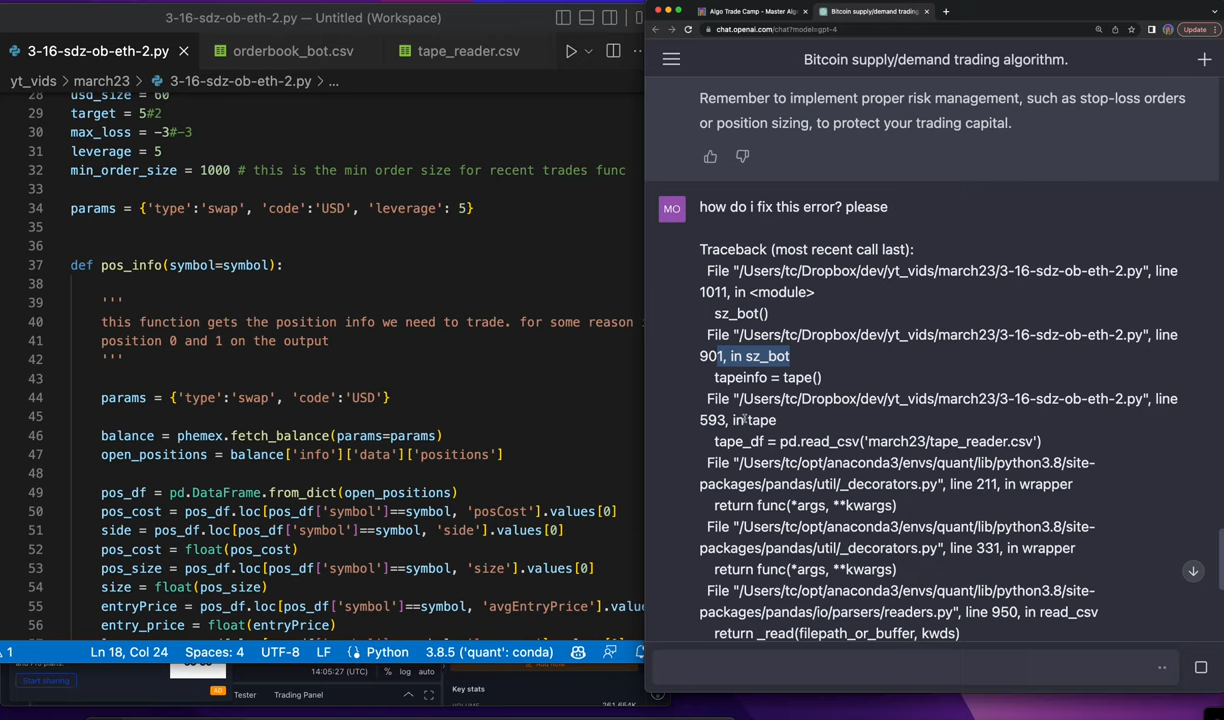 3-16-sdz-ob-eth-2.py — Untitled (Workspace)
3-16-sdz-ob-eth-2.py
orderbook_bot.csv
tape_reader.csv
yt_vids > march23 > 3-16-sdz-ob-eth-2.py > ...
28 usd_size = 60
29 target = 5#2
30 max_loss = -3#-3
31 leverage = 5
32 min_order_size = 1000 # this is the min order size for recent trades func
33
34 params = {'type':'swap', 'code':'USD', 'leverage': 5}
35
36
37 def pos_info(symbol=symbol):
38
39 '''
40 this function gets the position info we need to trade. for some reason
41 position 0 and 1 on the output
42 '''
43
44 params = {'type':'swap', 'code':'USD'}
45
46 balance = phemex.fetch_balance(params=params)
47 open_positions = balance['info']['data']['positions']
48
49 pos_df = pd.DataFrame.from_dict(open_positions)
50 pos_cost = pos_df.loc[pos_df['symbol']==symbol, 'posCost'].values[0]
51 side = pos_df.loc[pos_df['symbol']==symbol, 'side'].values[0]
52 pos_cost = float(pos_cost)
53 pos_size = pos_df.loc[pos_df['symbol']==symbol, 'size'].values[0]
54 size = float(pos_size)
55 entryPrice = pos_df.loc[pos_df['symbol']==symbol, 'avgEntryPrice'].valu
56 entry_price = float(entryPrice)
1 Ln 18, Col 24 Spaces: 4 UTF-8 LF Python 3.8.5 ('quant': conda)
Start sharing
AD
14:05:27 (UTC) % log auto
Tester Trading Panel
Key stats
261.654K
Algo Trade Camp - Master Algo
Bitcoin supply/demand trading
chat.openai.com/chat?model=gpt-4
Update
Bitcoin supply/demand trading algorithm.
Remember to implement proper risk management, such as stop-loss orders
or position sizing, to protect your trading capital.
MO
how do i fix this error? please
Traceback (most recent call last):
File "/Users/tc/Dropbox/dev/yt_vids/march23/3-16-sdz-ob-eth-2.py", line
1011, in <module>
sz_bot()
File "/Users/tc/Dropbox/dev/yt_vids/march23/3-16-sdz-ob-eth-2.py", line
901, in sz_bot
tapeinfo = tape()
File "/Users/tc/Dropbox/dev/yt_vids/march23/3-16-sdz-ob-eth-2.py", line
593, in tape
tape_df = pd.read_csv('march23/tape_reader.csv')
File "/Users/tc/opt/anaconda3/envs/quant/lib/python3.8/site-
packages/pandas/util/_decorators.py", line 211, in wrapper
return func(*args, **kwargs)
File "/Users/tc/opt/anaconda3/envs/quant/lib/python3.8/site-
packages/pandas/util/_decorators.py", line 331, in wrapper
return func(*args, **kwargs)
File "/Users/tc/opt/anaconda3/envs/quant/lib/python3.8/site-
packages/pandas/io/parsers/readers.py", line 950, in read_csv
return _read(filepath_or_buffer, kwds)